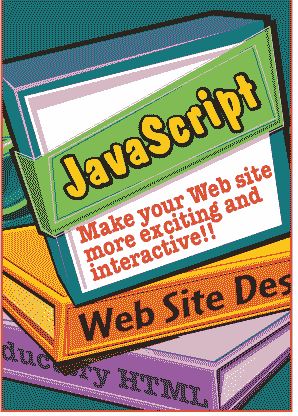 JavaScript
Make your Web site
more exciting and
interactive!!
Web Site Des
ductory HTML